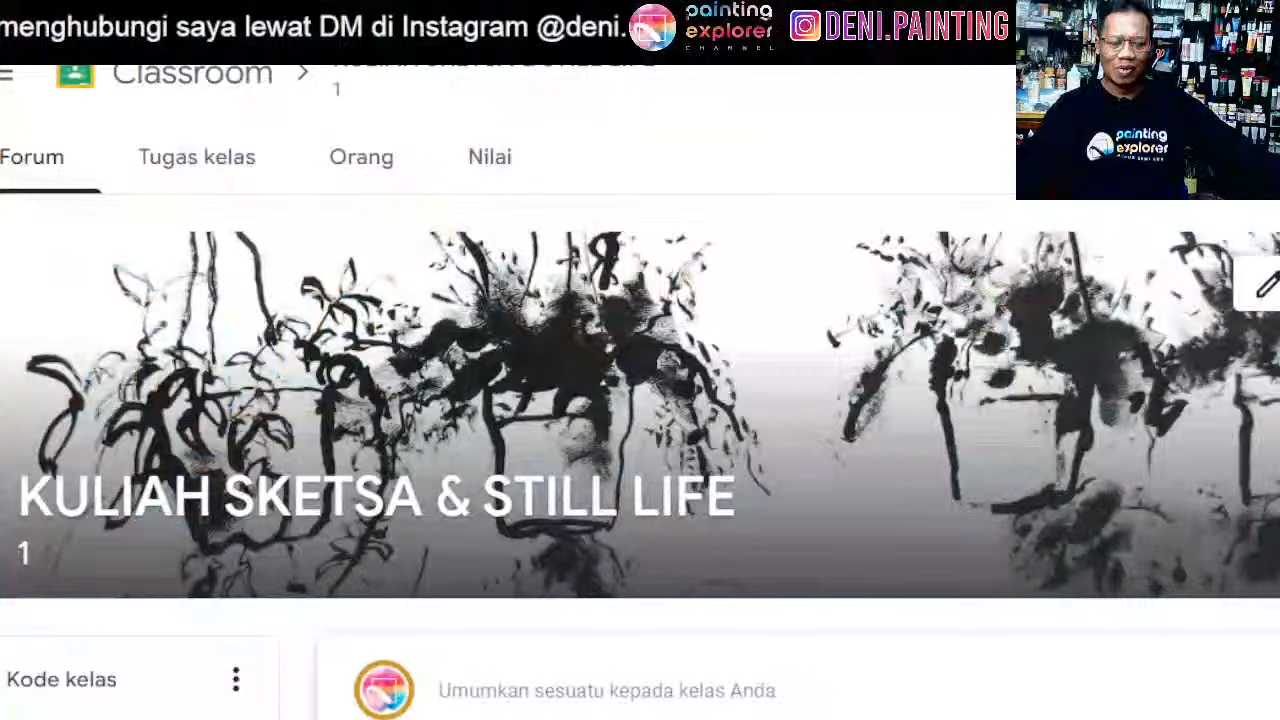 menghubungi saya lewat DM di Instagram @deni.
painting
explorer
CHANNEL
DENI.PAINTING
Classroom
1
Forum
Tugas kelas
Orang
Nilai
painting
explorer
KULIAH SKETSA & STILL LIFE
1
Kode kelas
Umumkan sesuatu kepada kelas Anda